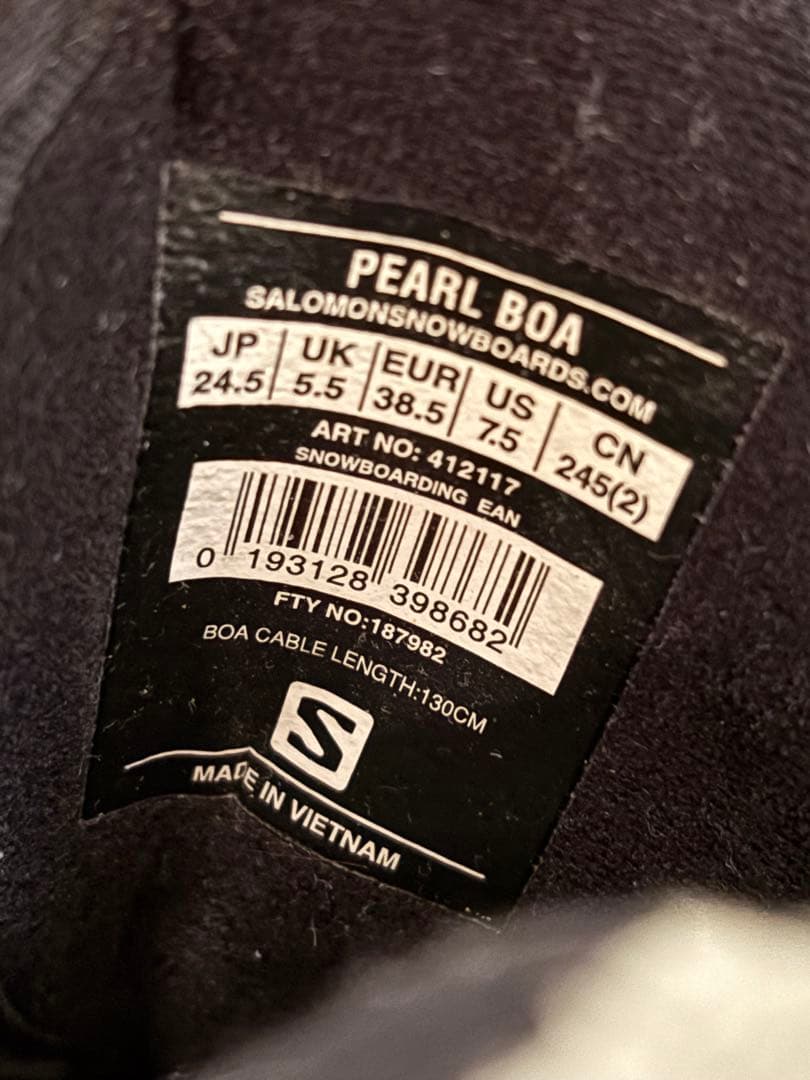 PEARL BOA
SALOMONSNOWBOARDS.COM
JP UK EUR US CN
24.5 5.5 38.5 7.5 245(2)
ART NO: 412117
SNOWBOARDING EAN
0 193128 398682
FTY NO:187982
BOA CABLE LENGTH:130CM
S
MADE IN VIETNAM